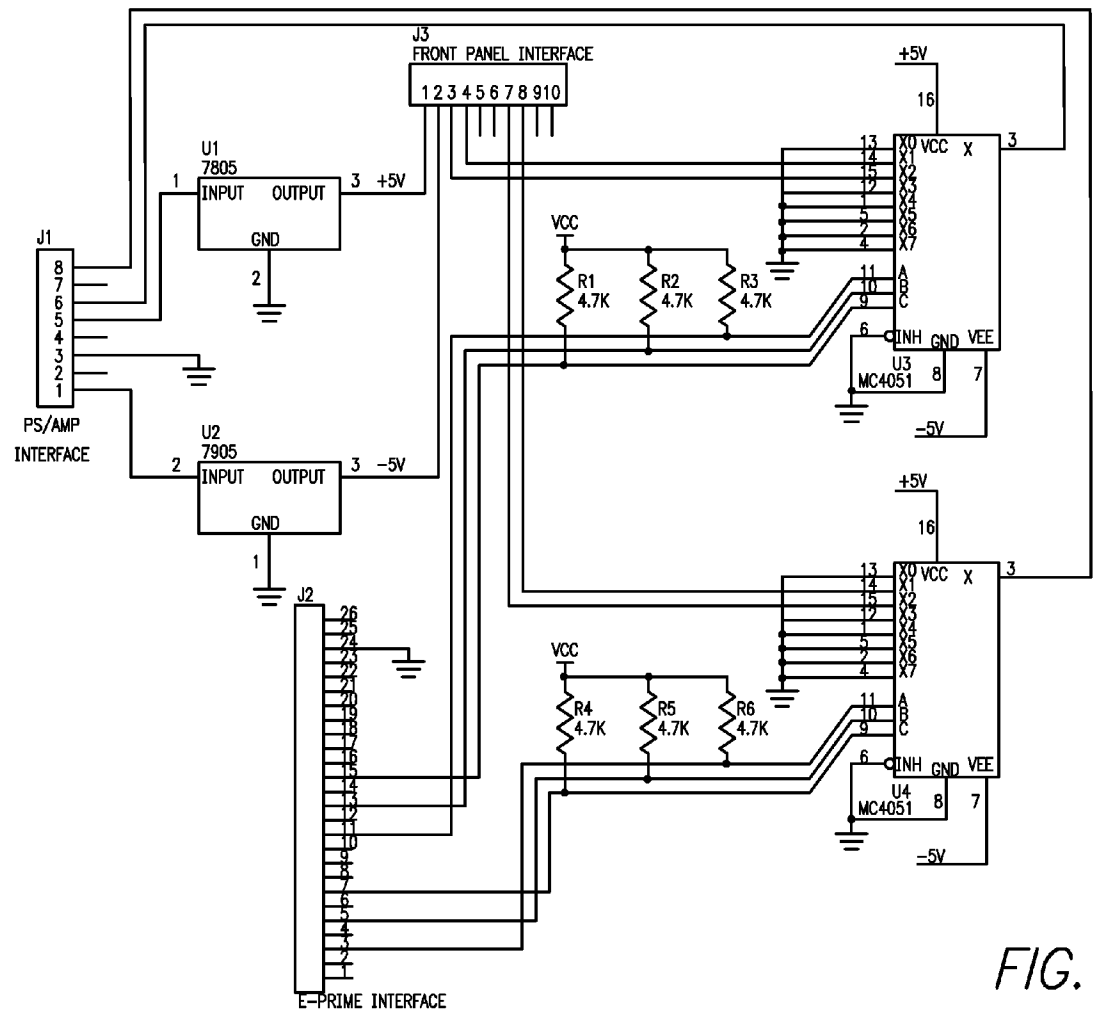 J3
FRONT PANEL INTERFACE
1 2 3 4 5 6 7 8 9 10
U1
7805
1 INPUT OUTPUT 3 +5V
GND
2
J1
8
7
6
5
4
3
2
1
PS/AMP
INTERFACE
U2
7905
2 INPUT OUTPUT 3 -5V
GND
1
VCC
R1
4.7K
R2
4.7K
R3
4.7K
+5V
16
VCC X 3
13 X0
14 X1
15 X2
12 X3
1 X4
5 X5
2 X6
4 X7
11 A
10 B
9 C
6 INH GND VEE
U3
MC4051
8 7
-5V
J2
26
25
24
23
22
21
20
19
18
17
16
15
14
13
12
11
10
9
8
7
6
5
4
3
2
1
E-PRIME INTERFACE
VCC
R4
4.7K
R5
4.7K
R6
4.7K
+5V
16
VCC X 3
13 X0
14 X1
15 X2
12 X3
1 X4
5 X5
2 X6
4 X7
11 A
10 B
9 C
6 INH GND VEE
U4
MC4051
8 7
-5V
FIG.